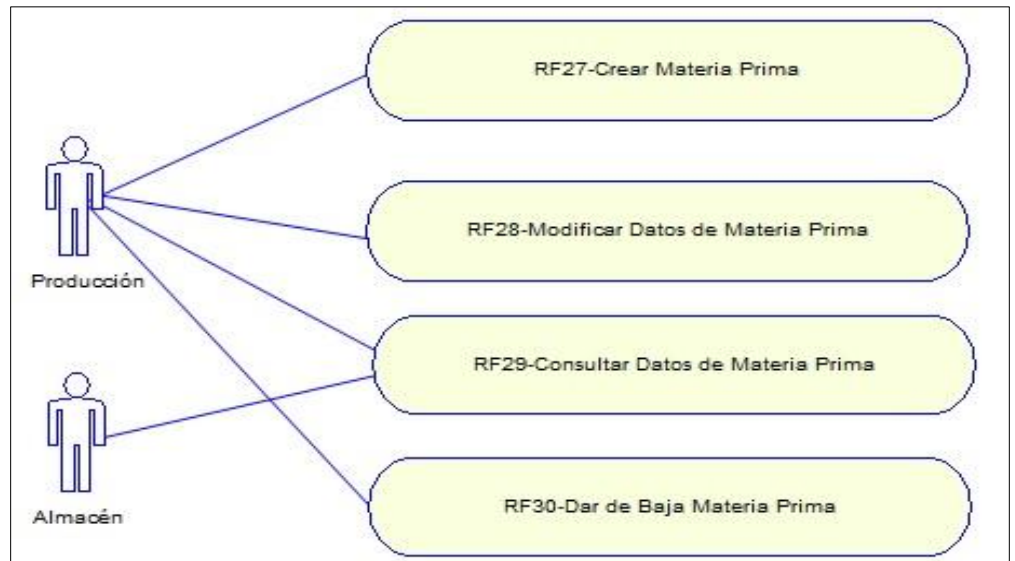 RF27-Crear Materia Prima
RF28-Modificar Datos de Materia Prima
Producción
RF29-Consultar Datos de Materia Prima
Almacén
RF30-Dar de Baja Materia Prima